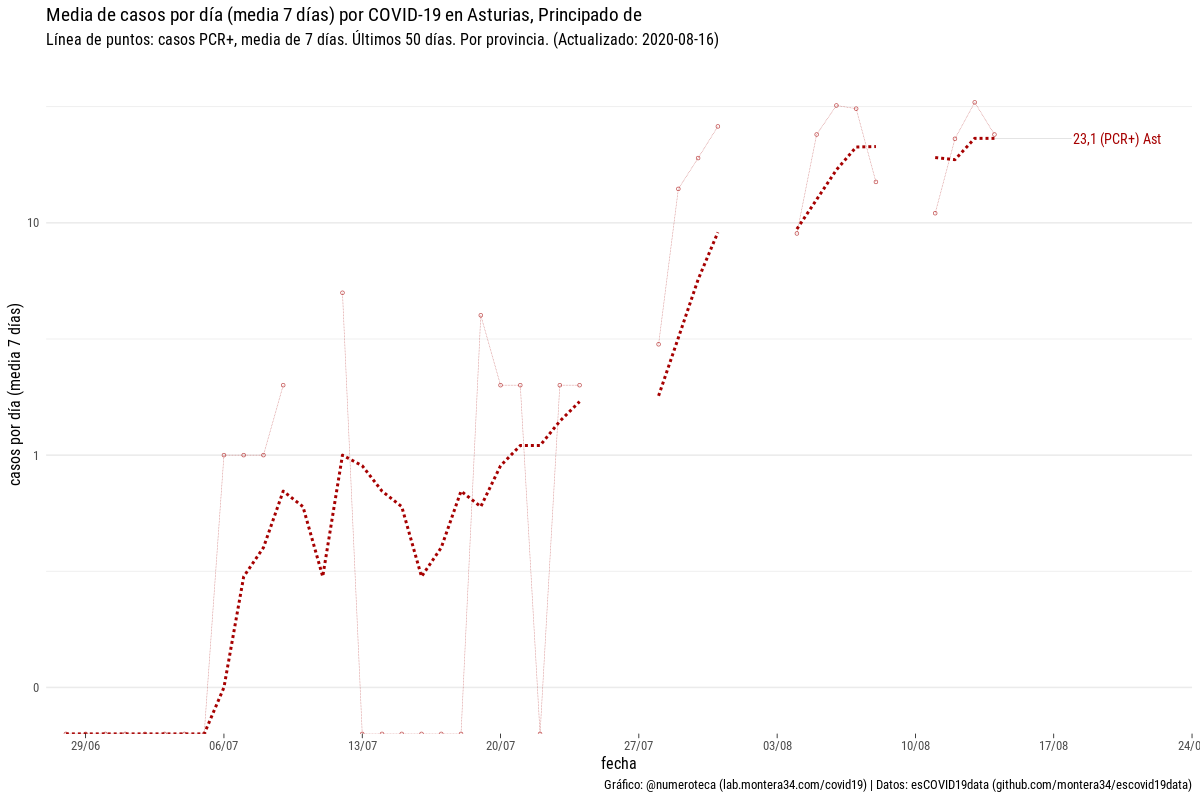 Media de casos por día (media 7 días) por COVID-19 en Asturias, Principado de
Línea de puntos: casos PCR+, media de 7 días. Últimos 50 días. Por provincia. (Actualizado: 2020-08-16)
23,1 (PCR+) Ast
10
1
0
casos por día (media 7 días)
29/06
06/07
13/07
20/07
27/07
03/08
10/08
17/08
24/0
fecha
Gráfico: @numeroteca (lab.montera34.com/covid19) | Datos: esCOVID19data (github.com/montera34/escovid19data)